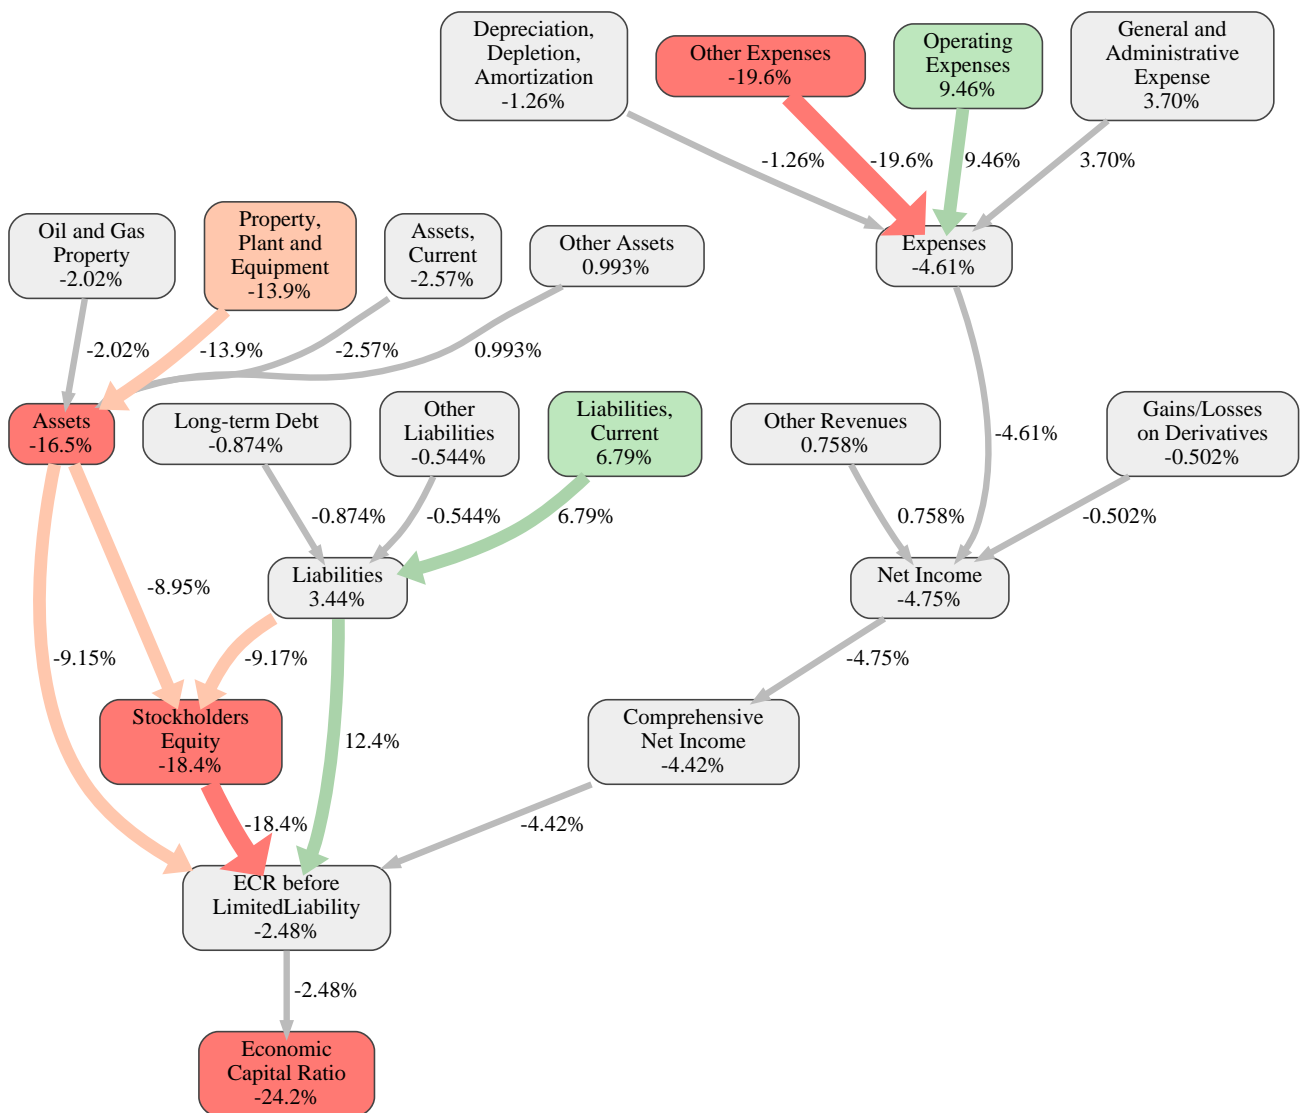 Depreciation,
Depletion,
Amortization
-1.26%
Other Expenses
-19.6%
Operating
Expenses
9.46%
General and
Administrative
Expense
3.70%
-1.26%
-19.6%
9.46%
3.70%
Oil and Gas
Property
-2.02%
Property,
Plant and
Equipment
-13.9%
Assets,
Current
-2.57%
Other Assets
0.993%
Expenses
-4.61%
-2.02%
-13.9%
-2.57%
0.993%
Assets
-16.5%
Long-term Debt
-0.874%
Other
Liabilities
-0.544%
Liabilities,
Current
6.79%
Other Revenues
0.758%
-4.61%
Gains/Losses
on Derivatives
-0.502%
-0.874%
-0.544%
6.79%
0.758%
-0.502%
Liabilities
3.44%
Net Income
-4.75%
-8.95%
-9.15%
-9.17%
-4.75%
Stockholders
Equity
-18.4%
12.4%
Comprehensive
Net Income
-4.42%
-18.4%
-4.42%
ECR before
LimitedLiability
-2.48%
-2.48%
Economic
Capital Ratio
-24.2%